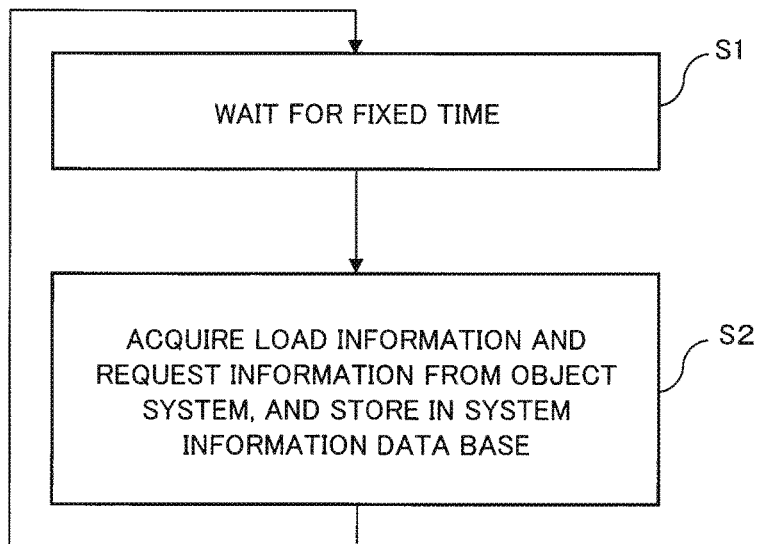 S1
WAIT FOR FIXED TIME
S2
ACQUIRE LOAD INFORMATION AND
REQUEST INFORMATION FROM OBJECT
SYSTEM, AND STORE IN SYSTEM
INFORMATION DATA BASE